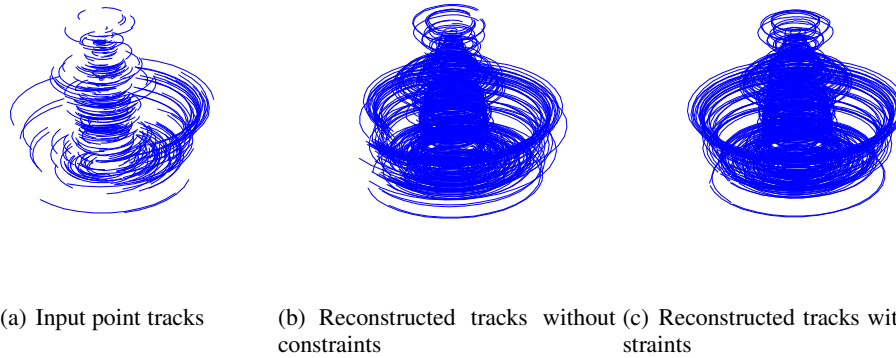 (a) Input point tracks
(b) Reconstructed tracks without constraints
(c) Reconstructed tracks wit
straints